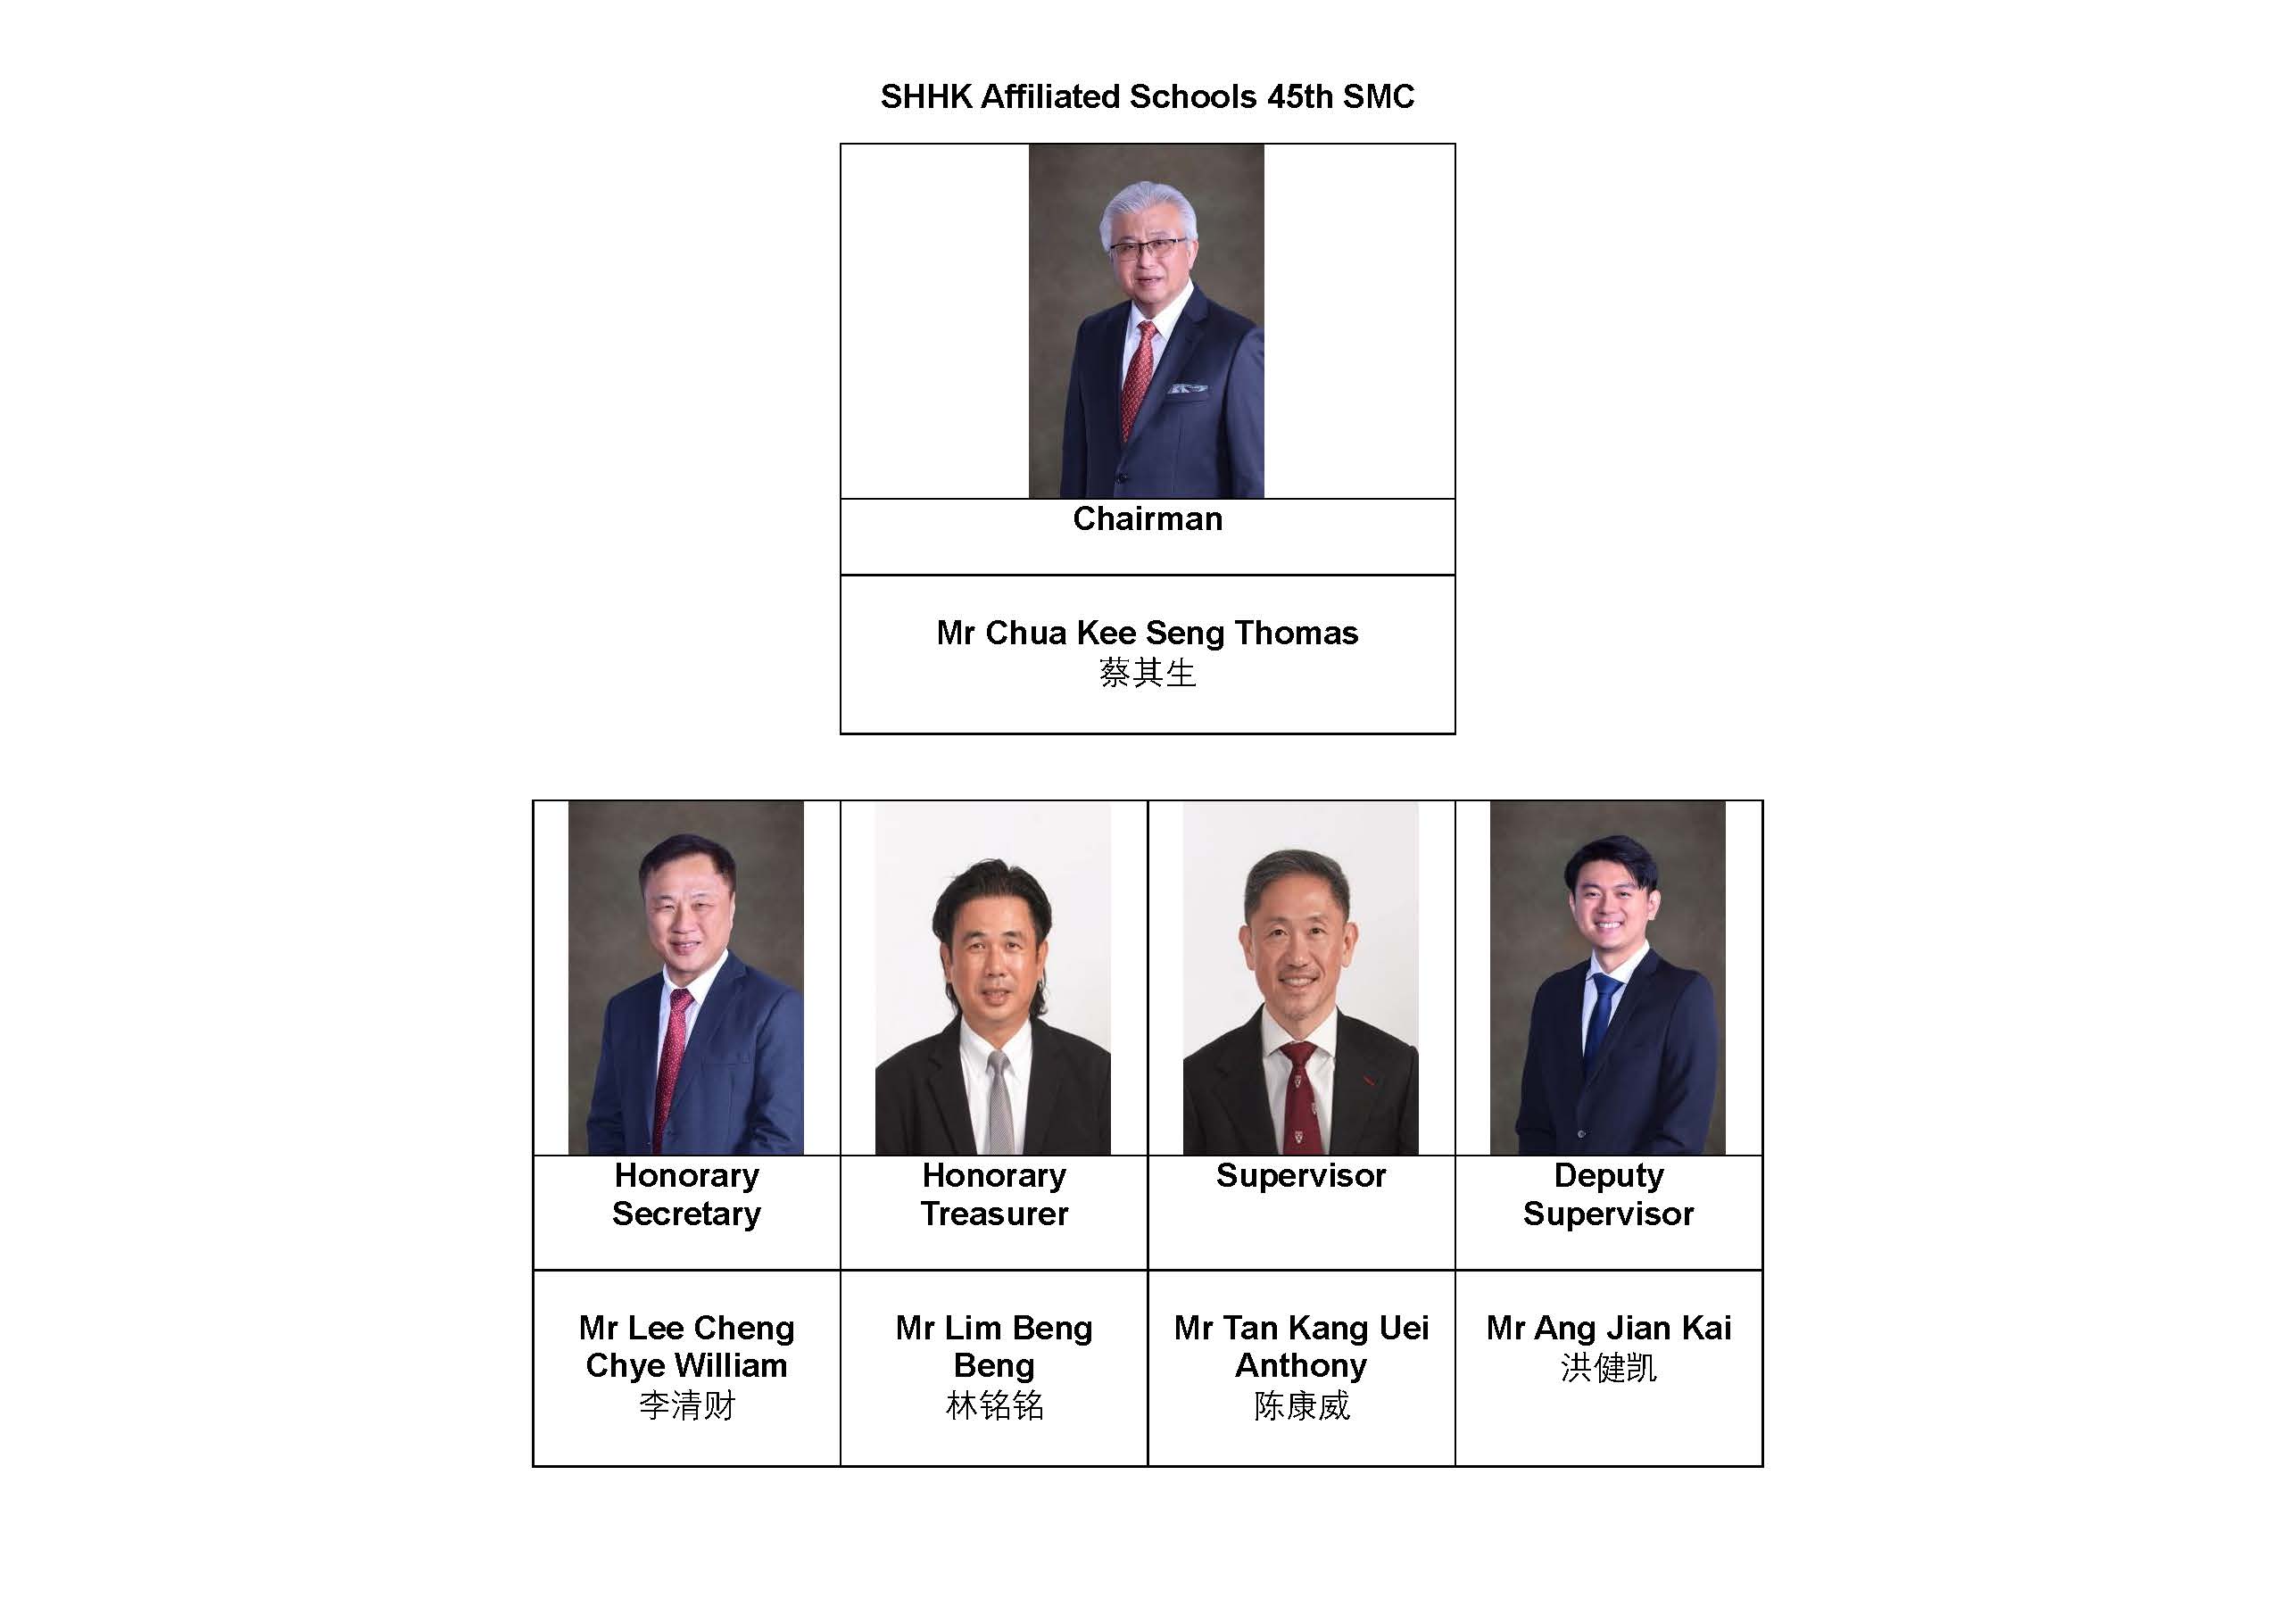 SHHK Affiliated Schools 45th SMC
Chairman
Mr Chua Kee Seng Thomas
蔡其生
Honorary
Secretary
Honorary
Treasurer
Supervisor
Deputy
Supervisor
Mr Lee Cheng
Chye William
李清财
Mr Lim Beng
Beng
林铭铭
Mr Tan Kang Uei
Anthony
陈康威
Mr Ang Jian Kai
洪健凯